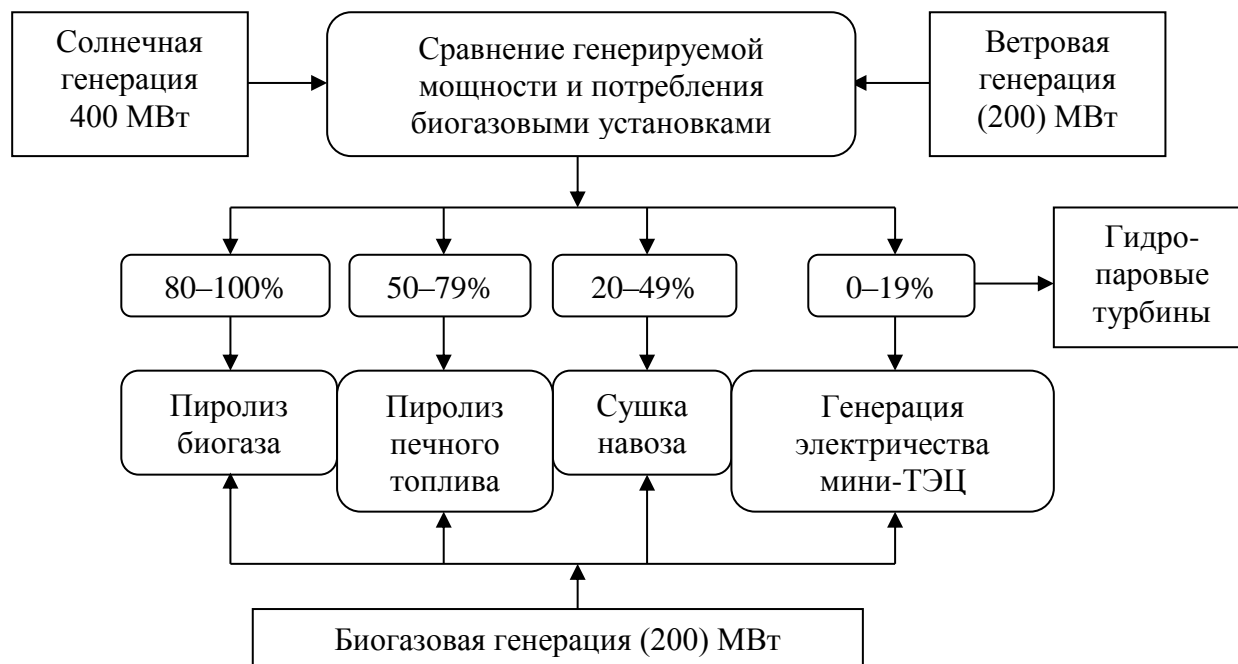 Солнечная
генерация
400 МВт
Сравнение генерируемой
мощности и потребления
биогазовыми установками
Ветровая
генерация
(200) МВт
80–100%
50–79%
20–49%
0–19%
Гидро-
паровые
турбины
Пиролиз
биогаза
Пиролиз
печного
топлива
Сушка
навоза
Генерация
электричества
мини-ТЭЦ
Биогазовая генерация (200) МВт